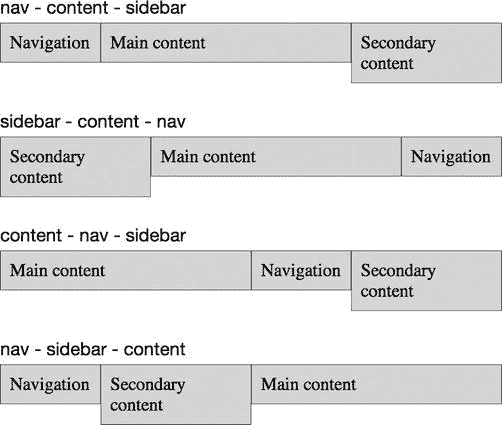 nav - content - sidebar
Navigation Main content Secondary
content
sidebar - content - nav
Secondary Main content Navigation
content
content - nav - sidebar
Main content Navigation Secondary
content
nav - sidebar - content
Navigation Secondary Main content
content